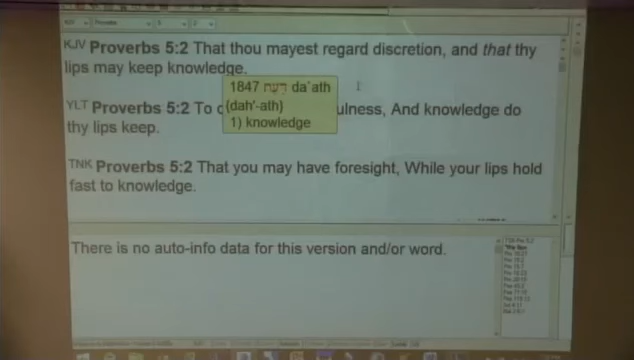 KJV Proverbs 5:2 That thou mayest regard discretion, and that thy
lips may keep knowledge.
1847 דַּעַת da`ath
(dah'-ath)
1) knowledge
YLT Proverbs 5:2 To ulness, And knowledge do
thy lips keep.
TNK Proverbs 5:2 That you may have foresight, While your lips hold
fast to knowledge.
There is no auto-info data for this version and/or word.